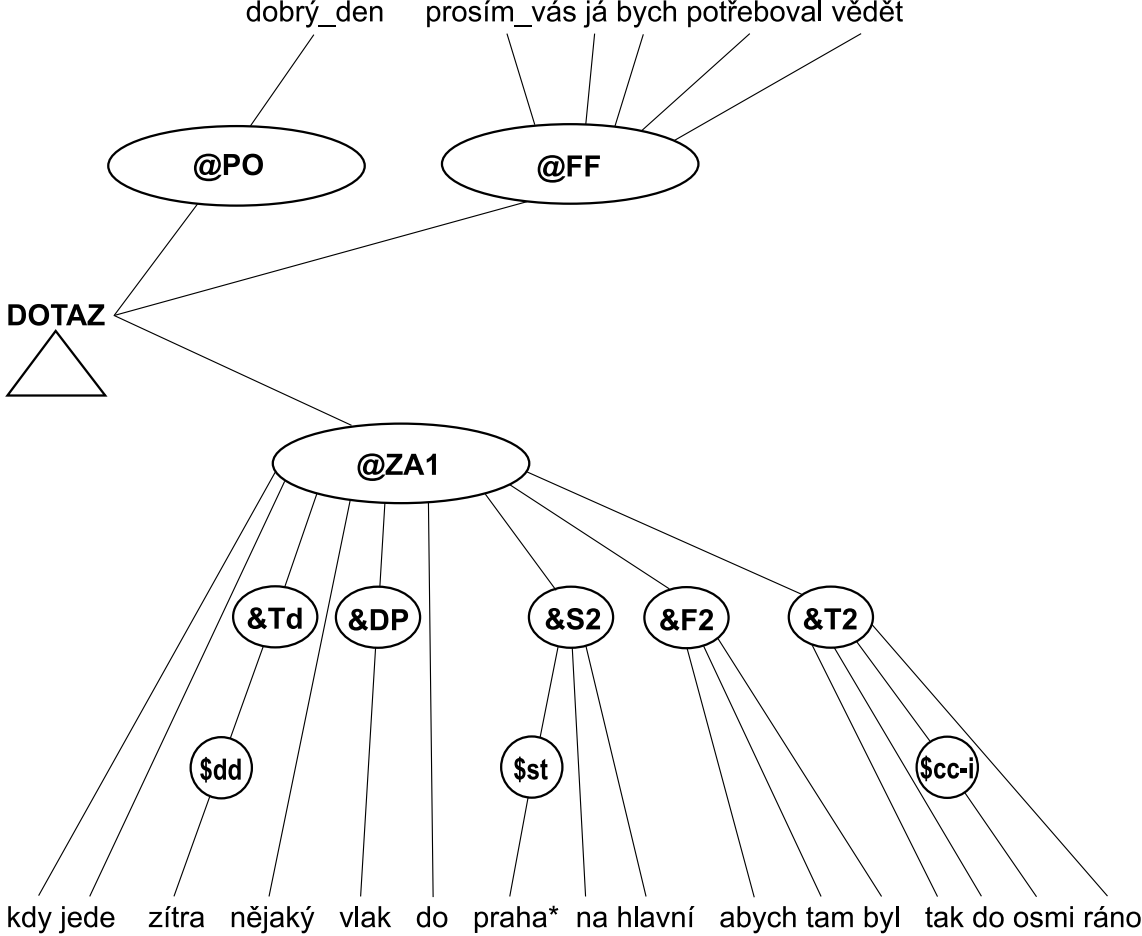 dobrý_den prosím_vás já bych potřeboval vědět
@PO @FF
DOTAZ
@ZA1
&Td &DP &S2 &F2 &T2
$dd $st $cc-i
kdy jede zítra nějaký vlak do praha* na hlavní abych tam byl tak do osmi ráno